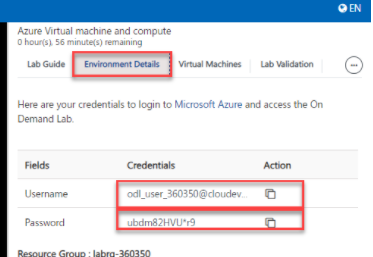 EN
Azure Virtual machine and compute
0 hour(s), 56 minute(s) remaining
Lab Guide Environment Details Virtual Machines Lab Validation ...
Here are your credentials to login to Microsoft Azure and access the On
Demand Lab.
Fields Credentials Action
Username odl_user_360350@cloudev...
Password ubdm82HVU*r9
Resource Group : labrg-360350